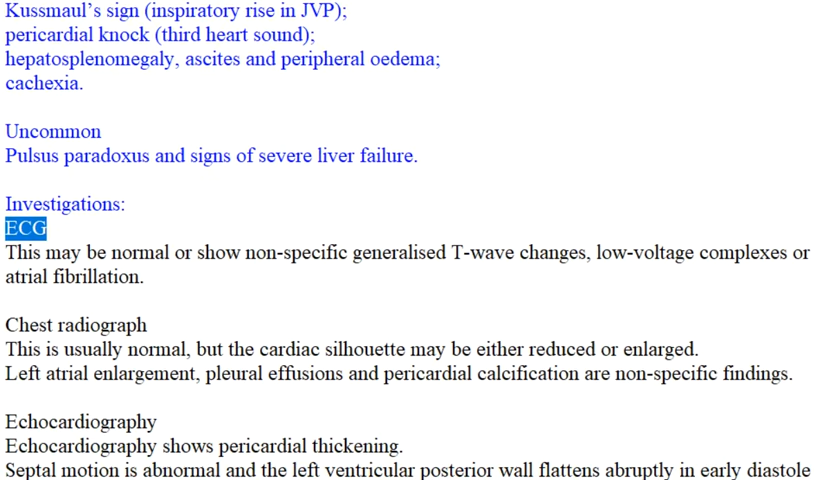 Kussmaul’s sign (inspiratory rise in JVP);
pericardial knock (third heart sound);
hepatosplenomegaly, ascites and peripheral oedema;
cachexia.
Uncommon
Pulsus paradoxus and signs of severe liver failure.
Investigations:
ECG
This may be normal or show non-specific generalised T-wave changes, low-voltage complexes or
atrial fibrillation.
Chest radiograph
This is usually normal, but the cardiac silhouette may be either reduced or enlarged.
Left atrial enlargement, pleural effusions and pericardial calcification are non-specific findings.
Echocardiography
Echocardiography shows pericardial thickening.
Septal motion is abnormal and the left ventricular posterior wall flattens abruptly in early diastole